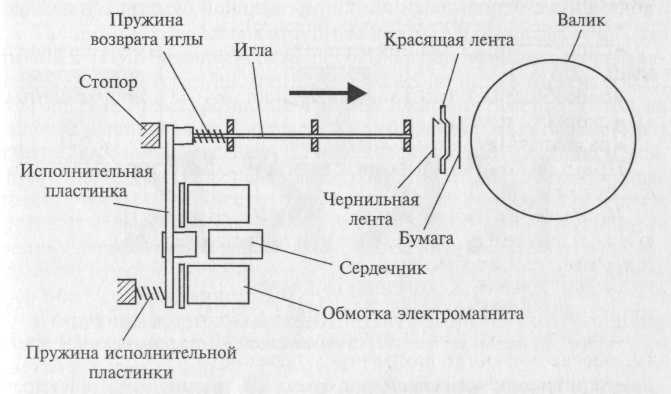 Пружина
возврата иглы
Игла
Красящая лента
Валик
Стопор
Исполнительная
пластинка
Чернильная
лента
Бумага
Сердечник
Обмотка электромагнита
Пружина исполнительной
пластинки